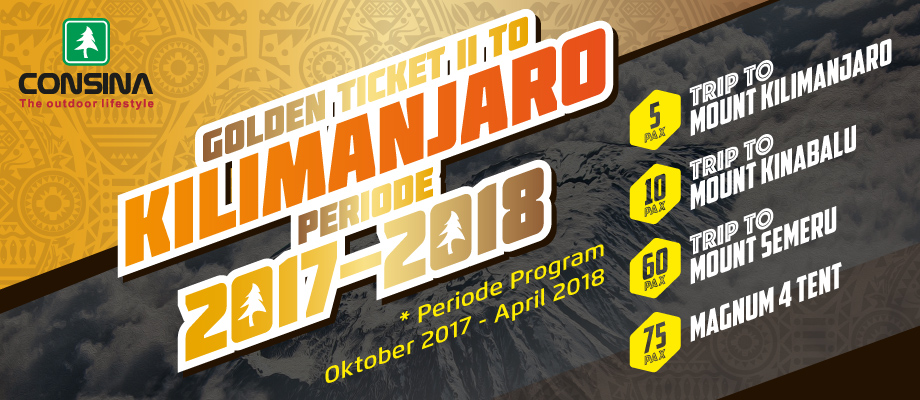 CONSINA
The outdoor lifestyle
GOLDEN TICKET II TO
KILIMANJARO
PERIODE
2017-2018
* Periode Program
Oktober 2017 - April 2018
5
PAX
TRIP TO
MOUNT KILIMANJARO
10
PAX
TRIP TO
MOUNT KINABALU
60
PAX
TRIP TO
MOUNT SEMERU
75
PAX
MAGNUM 4 TENT